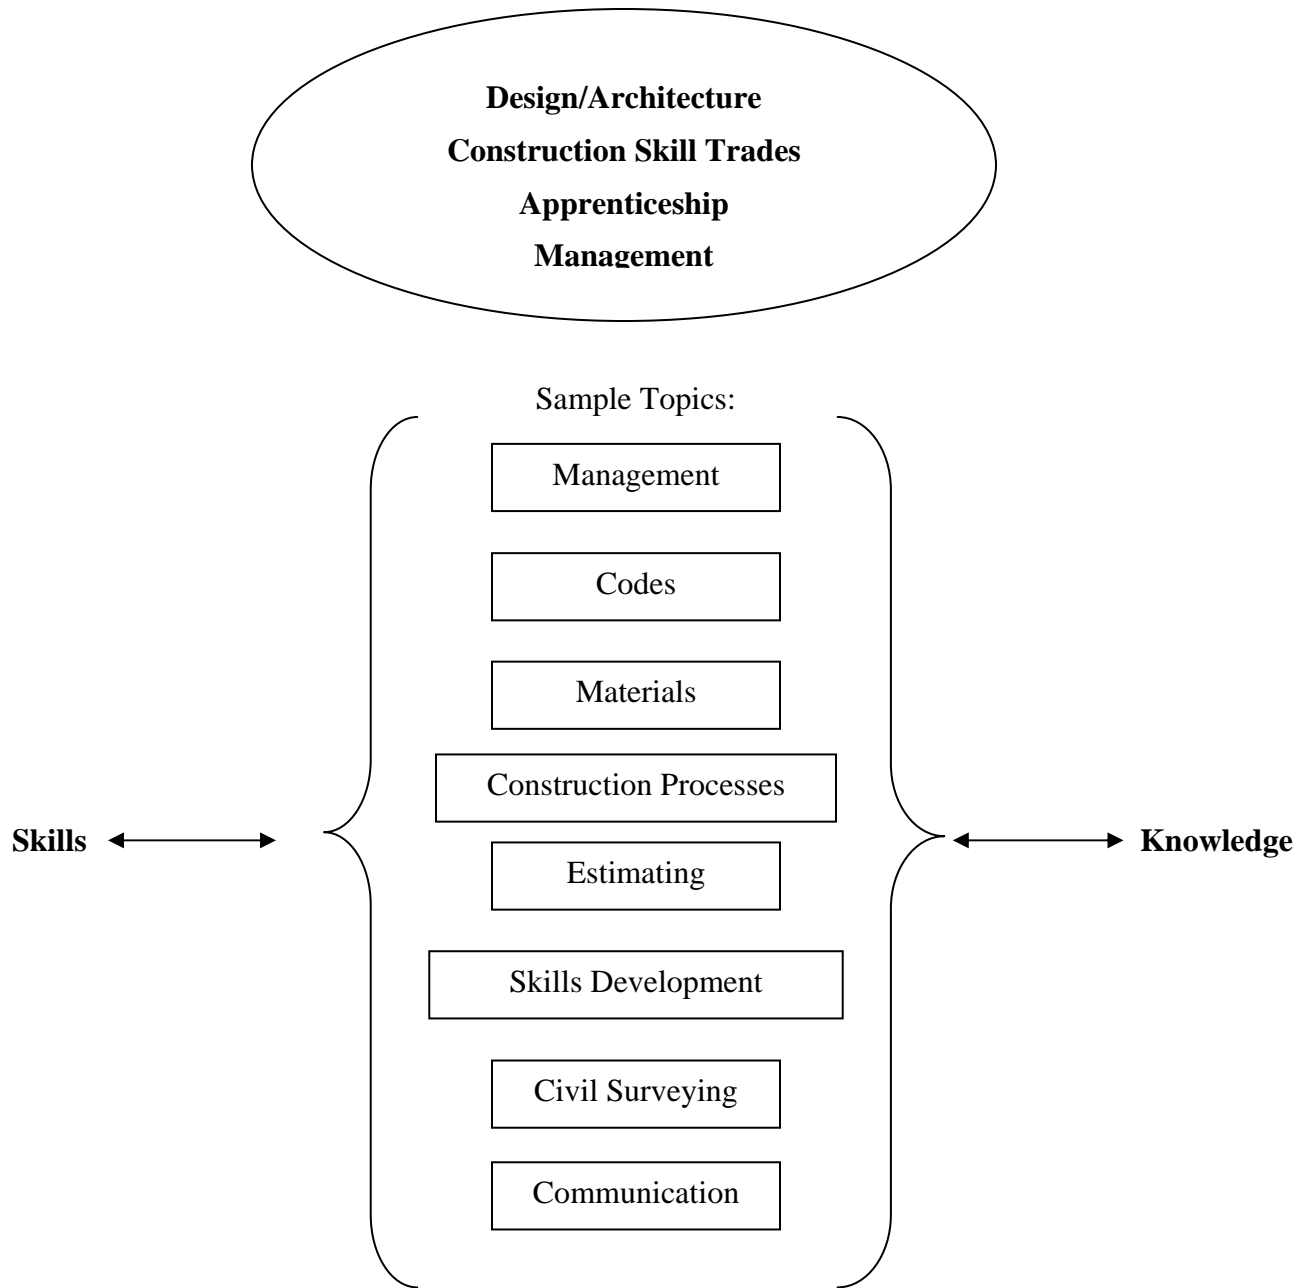 Design/Architecture
Construction Skill Trades
Apprenticeship
Management
Sample Topics:
Management
Codes
Materials
Construction Processes
Skills
Knowledge
Estimating
Skills Development
Civil Surveying
Communication